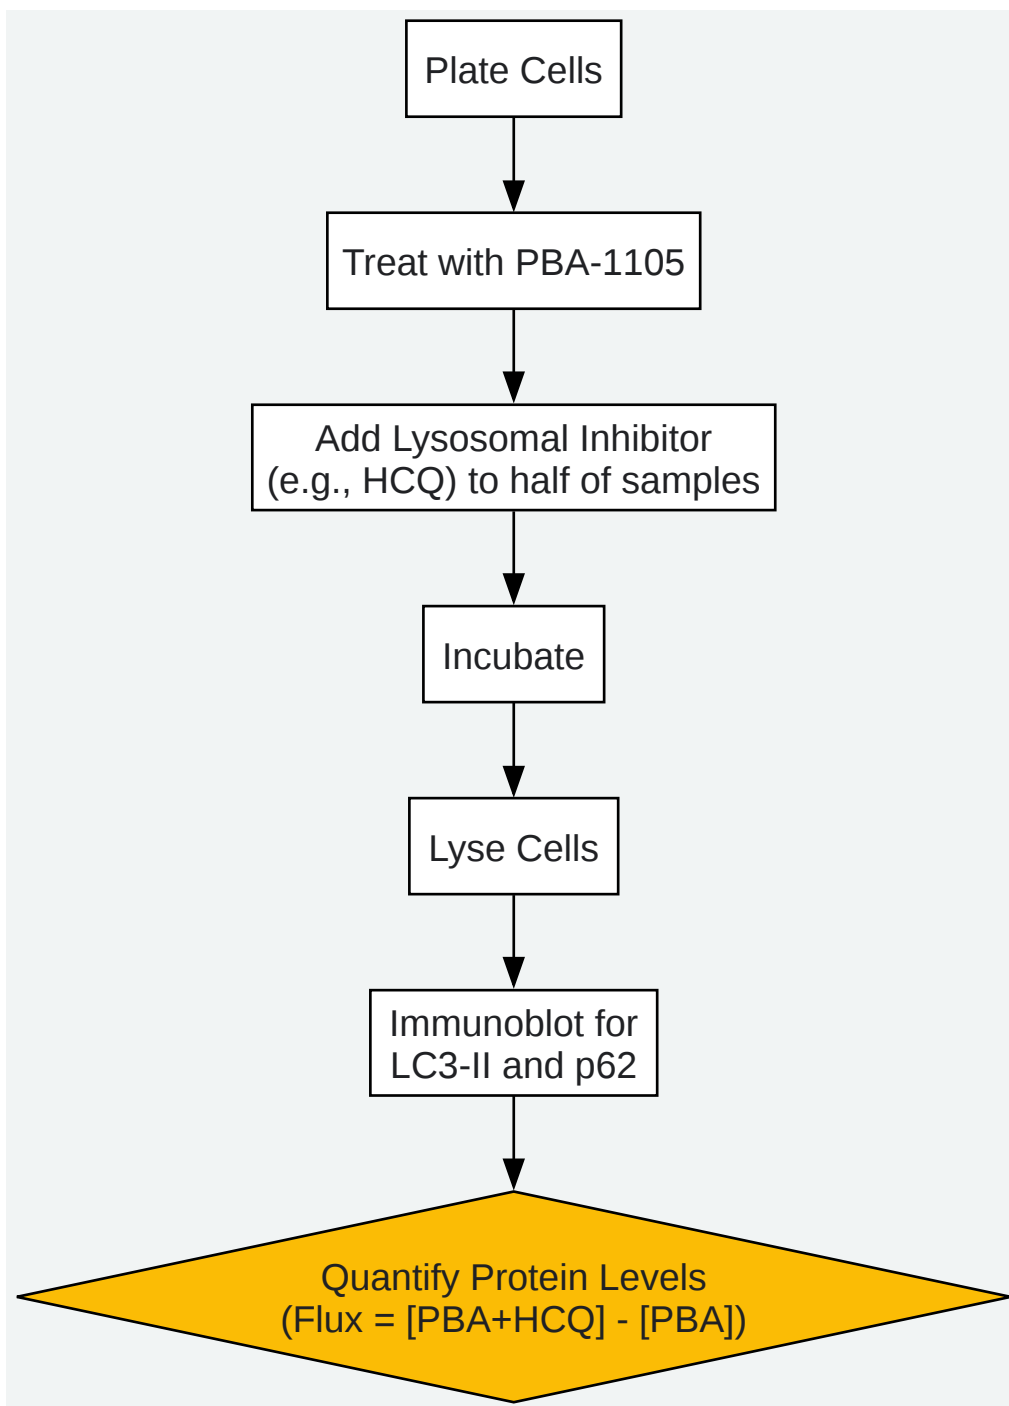 Plate Cells
Treat with PBA-1105
Add Lysosomal Inhibitor
(e.g., HCQ) to half of samples
Incubate
Lyse Cells
Immunoblot for
LC3-II and p62
Quantify Protein Levels
(Flux = [PBA+HCQ] - [PBA])